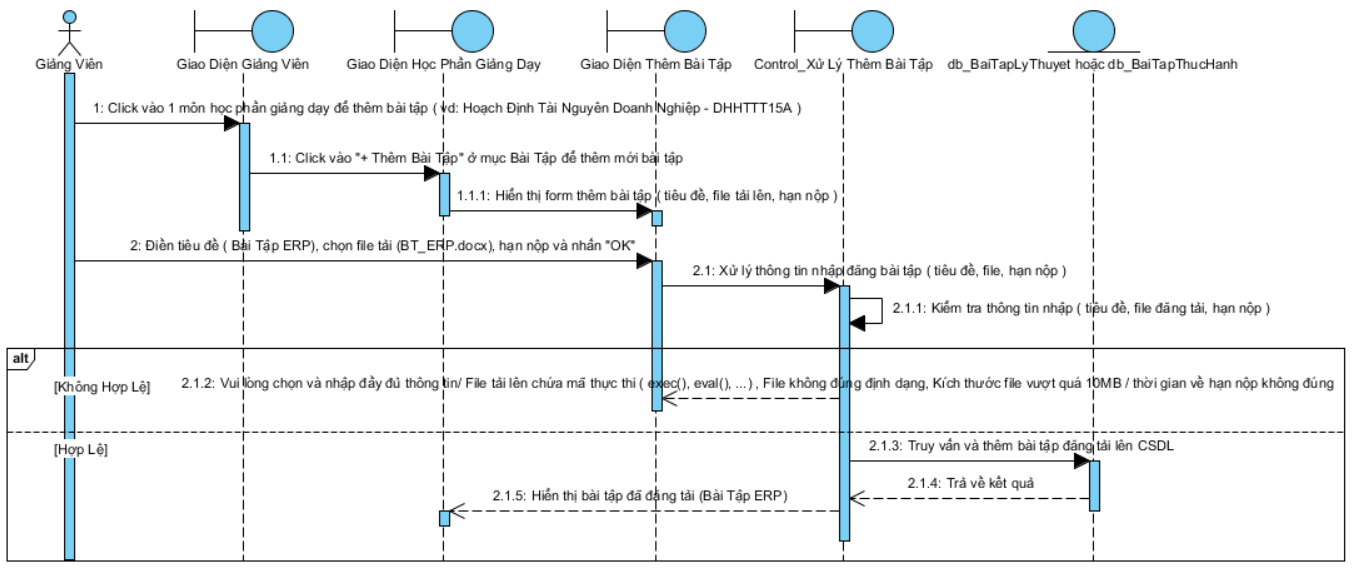 Giảng Viên
Giao Diện Giảng Viên
Giao Diện Học Phần Giảng Dạy
Giao Diện Thêm Bài Tập
Control_Xử Lý Thêm Bài Tập
db_BaiTapLyThuyet hoặc db_BaiTapThucHanh
1: Click vào 1 môn học phần giảng dạy để thêm bài tập ( vd: Hoạch Định Tài Nguyên Doanh Nghiệp - DHHTTT15A )
1.1: Click vào "+ Thêm Bài Tập" ở mục Bài Tập để thêm mới bài tập
1.1.1: Hiển thị form thêm bài tập ( tiêu đề, file tải lên, hạn nộp )
2: Điền tiêu đề ( Bài Tập ERP), chọn file tải (BT_ERP.docx), hạn nộp và nhấn "OK"
2.1: Xử lý thông tin nhập đăng bài tập ( tiêu đề, file, hạn nộp )
2.1.1: Kiểm tra thông tin nhập ( tiêu đề, file đăng tải, hạn nộp )
alt
[Không Hợp Lệ]
2.1.2: Vui lòng chọn và nhập đầy đủ thông tin/ File tải lên chứa mã thực thi ( exec(), eval(), ...) , File không đúng định dạng, Kích thước file vượt quá 10MB / thời gian về hạn nộp không đúng
[Hợp Lệ]
2.1.3: Truy vấn và thêm bài tập đăng tải lên CSDL
2.1.4: Trả về kết quả
2.1.5: Hiển thị bài tập đã đăng tải (Bài Tập ERP)